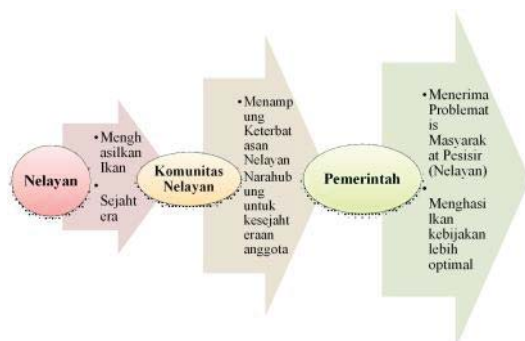 Nelayan
•Mengh
asilkan
Ikan
•
Sejaht
era
Komunitas
Nelayan
•Menamp
ung
Keterbat
asan
Nelayan
Narahub
ung untuk
kesejaht
eraan
anggota
Pemerintah
•Menerima
Problemat
is
Masyarak
at Pesisir
(Nelayan)
•
Menghasi
lkan
kebijakan
lebih
optimal